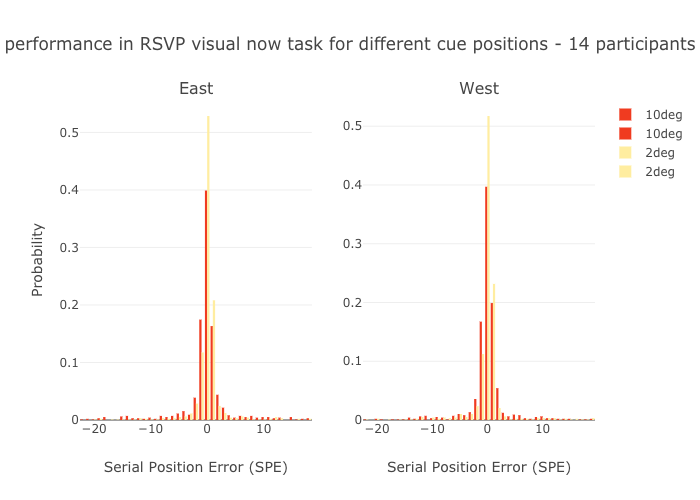 performance in RSVP visual now task for different cue positions - 14 participants
East
West
10deg
10deg
2deg
2deg
0.5
0.4
0.3
0.2
0.1
0
0.5
0.4
0.3
0.2
0.1
0
Probability
−20 −10 0 10
−20 −10 0 10
Serial Position Error (SPE)
Serial Position Error (SPE)